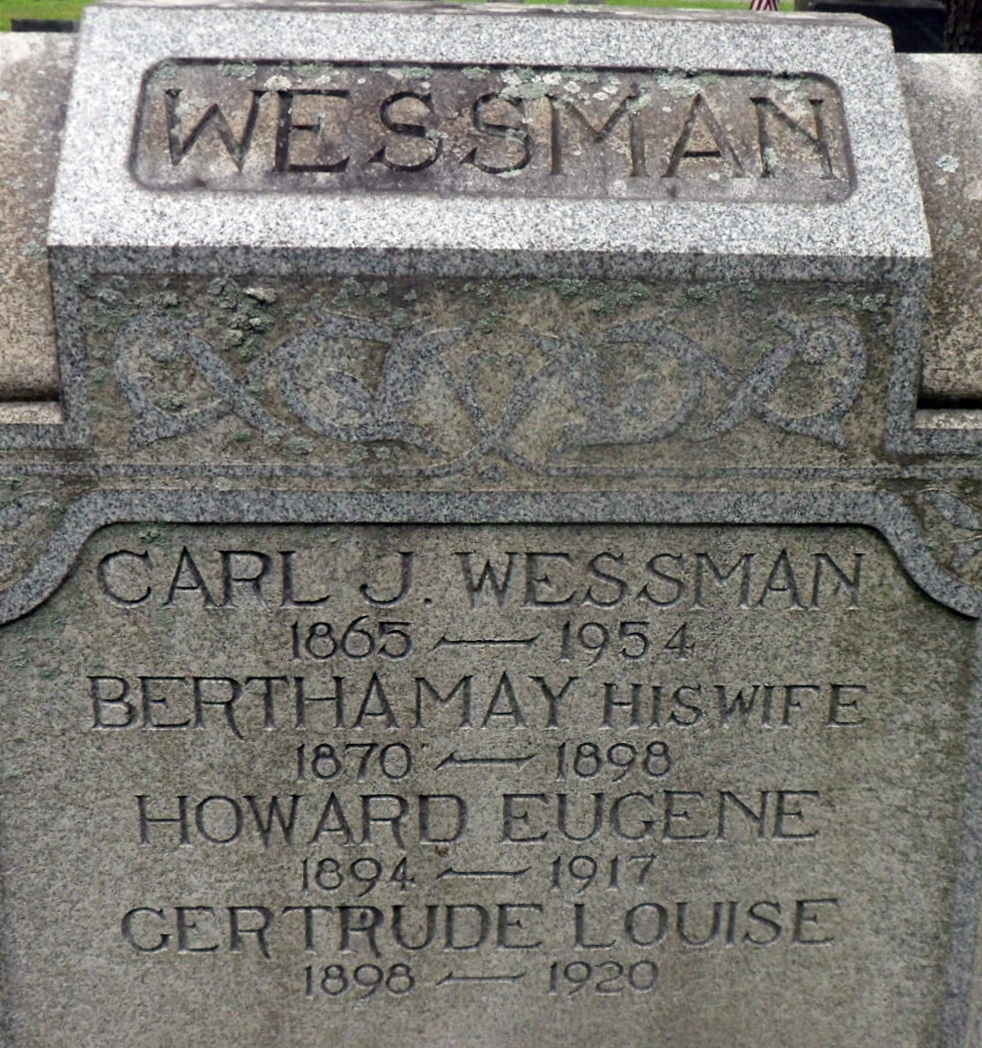 WESSMAN
CARL J. WESSMAN
1865 — 1954
BERTHA MAY HIS WIFE
1870 — 1898
HOWARD EUGENE
1894 — 1917
GERTRUDE LOUISE
1898 — 1920